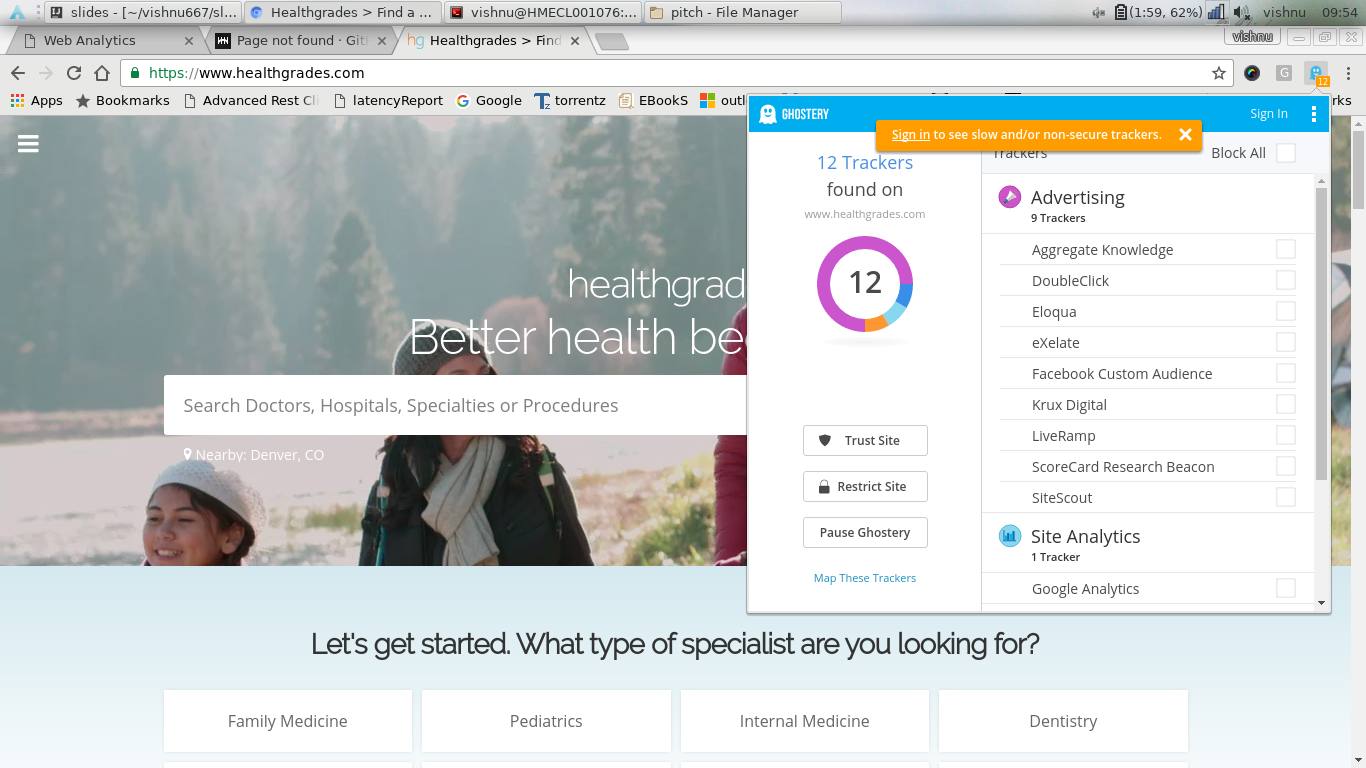 slides - [~/vishnu667/sl...
Healthgrades > Find a ...
vishnu@HMECL001076:...
pitch - File Manager
(1:59, 62%)
vishnu
09:54
Web Analytics
Page not found · Git
Healthgrades > Find
vishnu
https://www.healthgrades.com
G
12
Apps
Bookmarks
Advanced Rest Cli
latencyReport
Google
torrentz
EBookS
outl
rks
GHOSTERY
Sign In
Sign in to see slow and/or non-secure trackers.
12 Trackers
found on
www.healthgrades.com
12
Trust Site
Restrict Site
Pause Ghostery
Map These Trackers
Trackers
Block All
Advertising
9 Trackers
Aggregate Knowledge
DoubleClick
Eloqua
eXelate
Facebook Custom Audience
Krux Digital
LiveRamp
ScoreCard Research Beacon
SiteScout
Site Analytics
1 Tracker
Google Analytics
healthgrad
Better health be
Search Doctors, Hospitals, Specialties or Procedures
Nearby: Denver, CO
Let's get started. What type of specialist are you looking for?
Family Medicine
Pediatrics
Internal Medicine
Dentistry